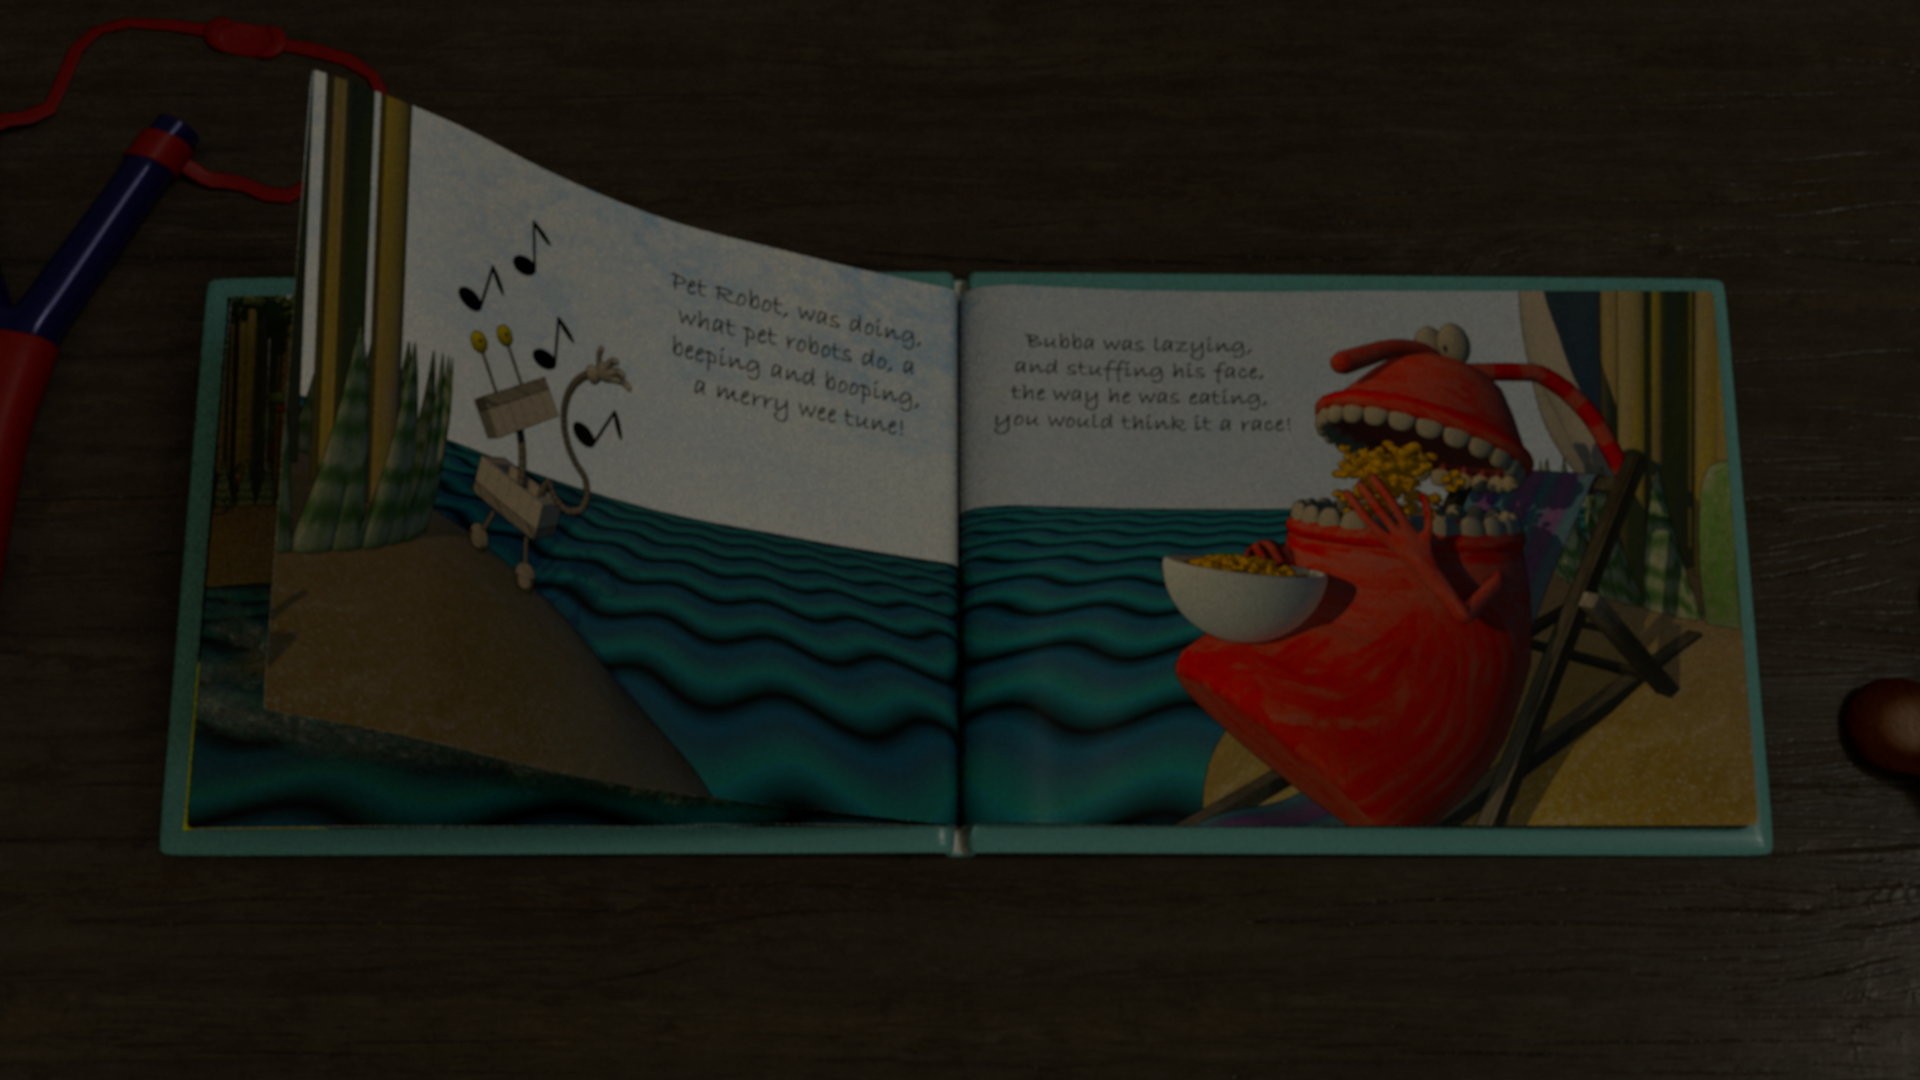 Pet Robot, was doing,
what pet robots do, a
beeping and booping,
a merry wee tune!
Bubba was lazying,
and stuffing his face,
the way he was eating,
you would think it a race!